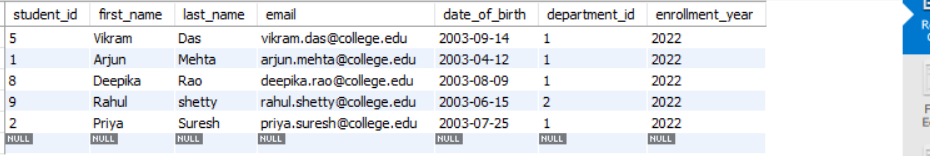 student_id first_name last_name email date_of_birth department_id enrollment_year
5 Vikram Das vikram.das@college.edu 2003-09-14 1 2022
1 Arjun Mehta arjun.mehta@college.edu 2003-04-12 1 2022
8 Deepika Rao deepika.rao@college.edu 2003-08-09 1 2022
9 Rahul shetty rahul.shetty@college.edu 2003-06-15 2 2022
2 Priya Suresh priya.suresh@college.edu 2003-07-25 1 2022
NULL NULL NULL NULL NULL NULL NULL